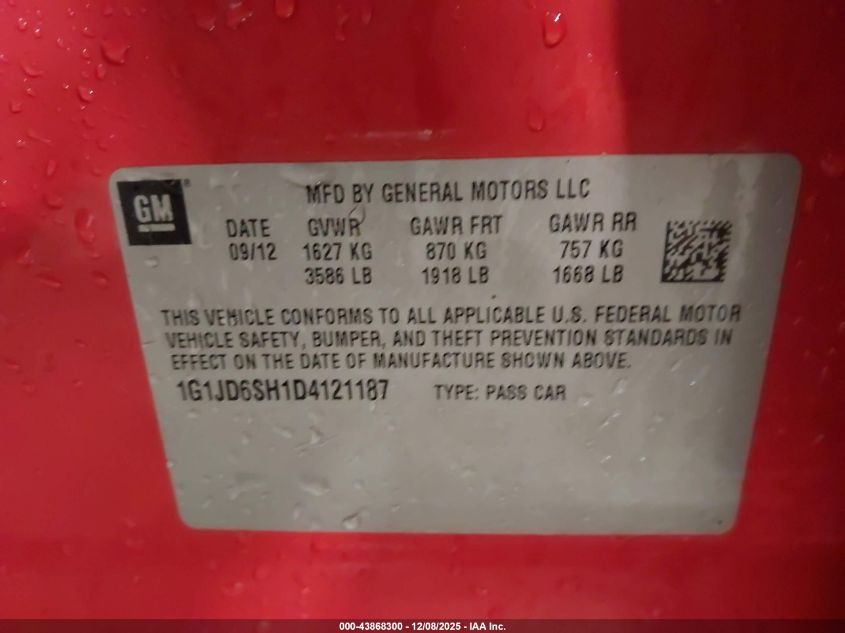 GM
MFD BY GENERAL MOTORS LLC
DATE GVWR GAWR FRT GAWR RR
09/12 1627 KG 870 KG 757 KG
3586 LB 1918 LB 1668 LB
THIS VEHICLE CONFORMS TO ALL APPLICABLE U.S. FEDERAL MOTOR
VEHICLE SAFETY, BUMPER, AND THEFT PREVENTION STANDARDS IN
EFFECT ON THE DATE OF MANUFACTURE SHOWN ABOVE.
1G1JD6SH1D4121187 TYPE: PASS CAR
000-43868300 - 12/08/2025 - IAA Inc.